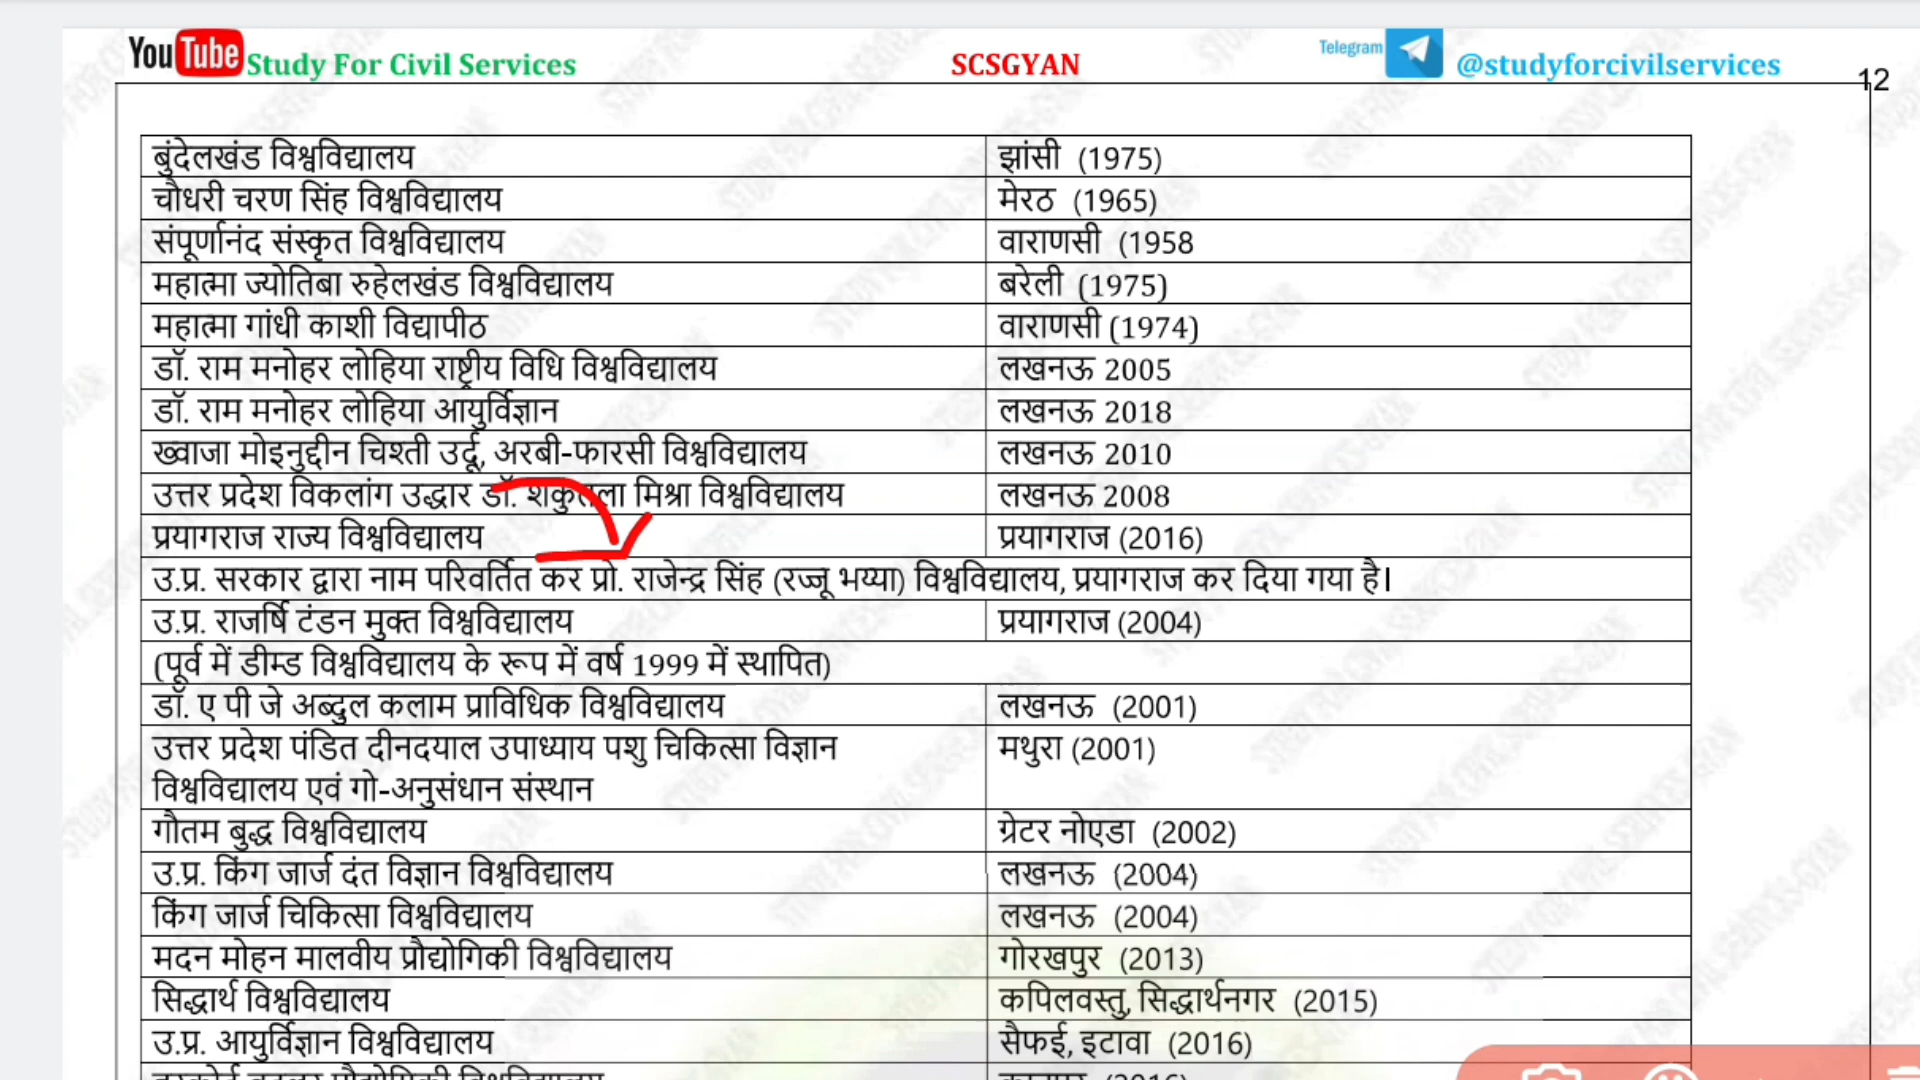 YouTube Study For Civil Services SCSGYAN Telegram @studyforcivilservices
12
बुंदेलखंड विश्वविद्यालय झांसी (1975)
चौधरी चरण सिंह विश्वविद्यालय मेरठ (1965)
संपूर्णानंद संस्कृत विश्वविद्यालय वाराणसी (1958
महात्मा ज्योतिबा रुहेलखंड विश्वविद्यालय बरेली (1975)
महात्मा गांधी काशी विद्यापीठ वाराणसी (1974)
डॉ. राम मनोहर लोहिया राष्ट्रीय विधि विश्वविद्यालय लखनऊ 2005
डॉ. राम मनोहर लोहिया आयुर्विज्ञान लखनऊ 2018
ख्वाजा मोइनुद्दीन चिश्ती उर्दू, अरबी-फारसी विश्वविद्यालय लखनऊ 2010
उत्तर प्रदेश विकलांग उद्धार डॉ. शकुंतला मिश्रा विश्वविद्यालय लखनऊ 2008
प्रयागराज राज्य विश्वविद्यालय प्रयागराज (2016)
उ.प्र. सरकार द्वारा नाम परिवर्तित कर प्रो. राजेन्द्र सिंह (रज्जू भय्या) विश्वविद्यालय, प्रयागराज कर दिया गया है।
उ.प्र. राजर्षि टंडन मुक्त विश्वविद्यालय प्रयागराज (2004)
(पूर्व में डीम्ड विश्वविद्यालय के रूप में वर्ष 1999 में स्थापित)
डॉ. ए पी जे अब्दुल कलाम प्राविधिक विश्वविद्यालय लखनऊ (2001)
उत्तर प्रदेश पंडित दीनदयाल उपाध्याय पशु चिकित्सा विज्ञान मथुरा (2001)
विश्वविद्यालय एवं गो-अनुसंधान संस्थान
गौतम बुद्ध विश्वविद्यालय ग्रेटर नोएडा (2002)
उ.प्र. किंग जार्ज दंत विज्ञान विश्वविद्यालय लखनऊ (2004)
किंग जार्ज चिकित्सा विश्वविद्यालय लखनऊ (2004)
मदन मोहन मालवीय प्रौद्योगिकी विश्वविद्यालय गोरखपुर (2013)
सिद्धार्थ विश्वविद्यालय कपिलवस्तु, सिद्धार्थनगर (2015)
उ.प्र. आयुर्विज्ञान विश्वविद्यालय सैफई, इटावा (2016)